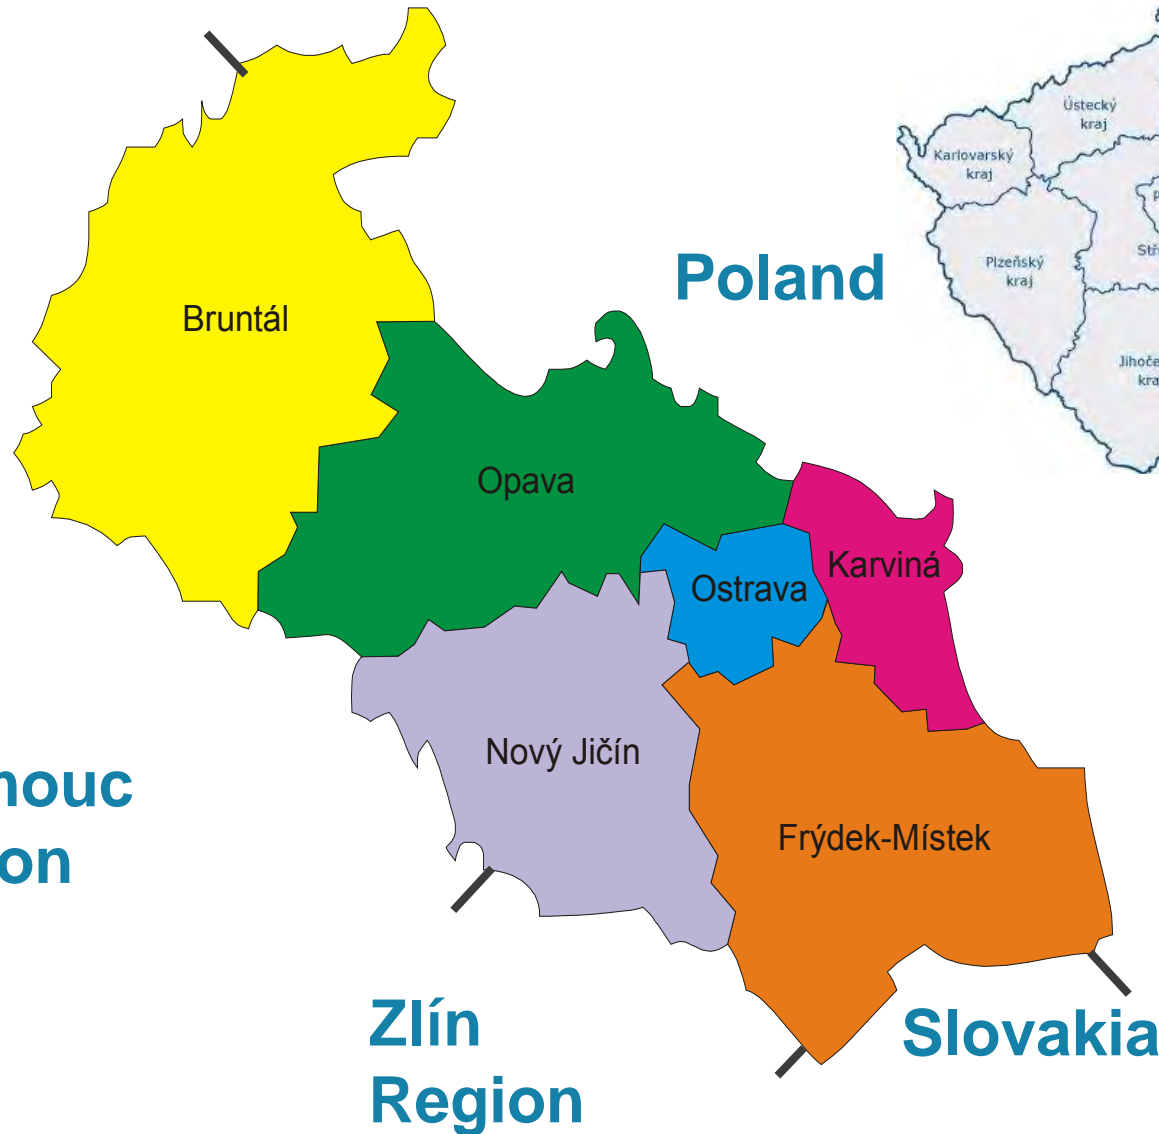 Ústecký
kraj
Karlovarský
kraj
Plzeňský
kraj
Poland
Bruntál
Opava
Karviná
Ostrava
Nový Jičín
Frýdek-Místek
Zlín
Region
Slovakia